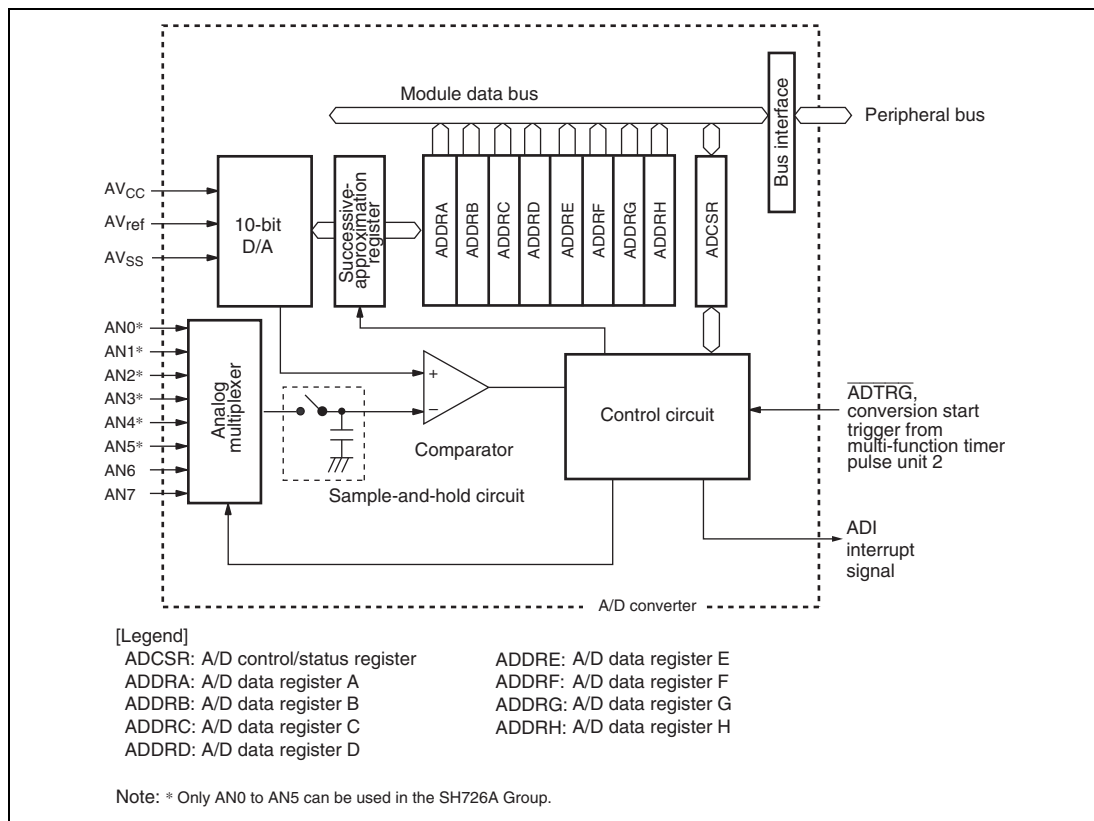 Module data bus
Bus interface
Peripheral bus
AVCC
AVref
AVSS
10-bit
D/A
Successive-
approximation
register
ADDRA
ADDRB
ADDRC
ADDRD
ADDRE
ADDRF
ADDRG
ADDRH
ADCSR
AN0*
AN1*
AN2*
AN3*
AN4*
AN5*
AN6
AN7
Analog
multiplexer
+
−
Comparator
Sample-and-hold circuit
Control circuit
ADTRG,
conversion start
trigger from
multi-function timer
pulse unit 2
ADI
interrupt
signal
A/D converter
[Legend]
ADCSR: A/D control/status register
ADDRA: A/D data register A
ADDRB: A/D data register B
ADDRC: A/D data register C
ADDRD: A/D data register D
ADDRE: A/D data register E
ADDRF: A/D data register F
ADDRG: A/D data register G
ADDRH: A/D data register H
Note: * Only AN0 to AN5 can be used in the SH726A Group.